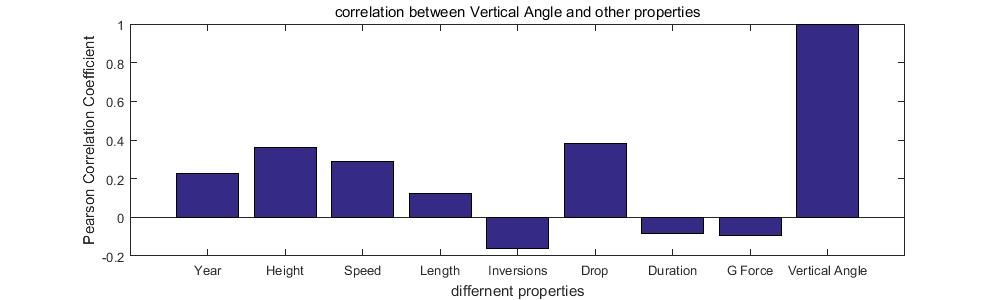 correlation between Vertical Angle and other properties
Pearson Correlation Coefficient
1
0.8
0.6
0.4
0.2
0
-0.2
Year Height Speed Length Inversions Drop Duration G Force Vertical Angle
differnent properties